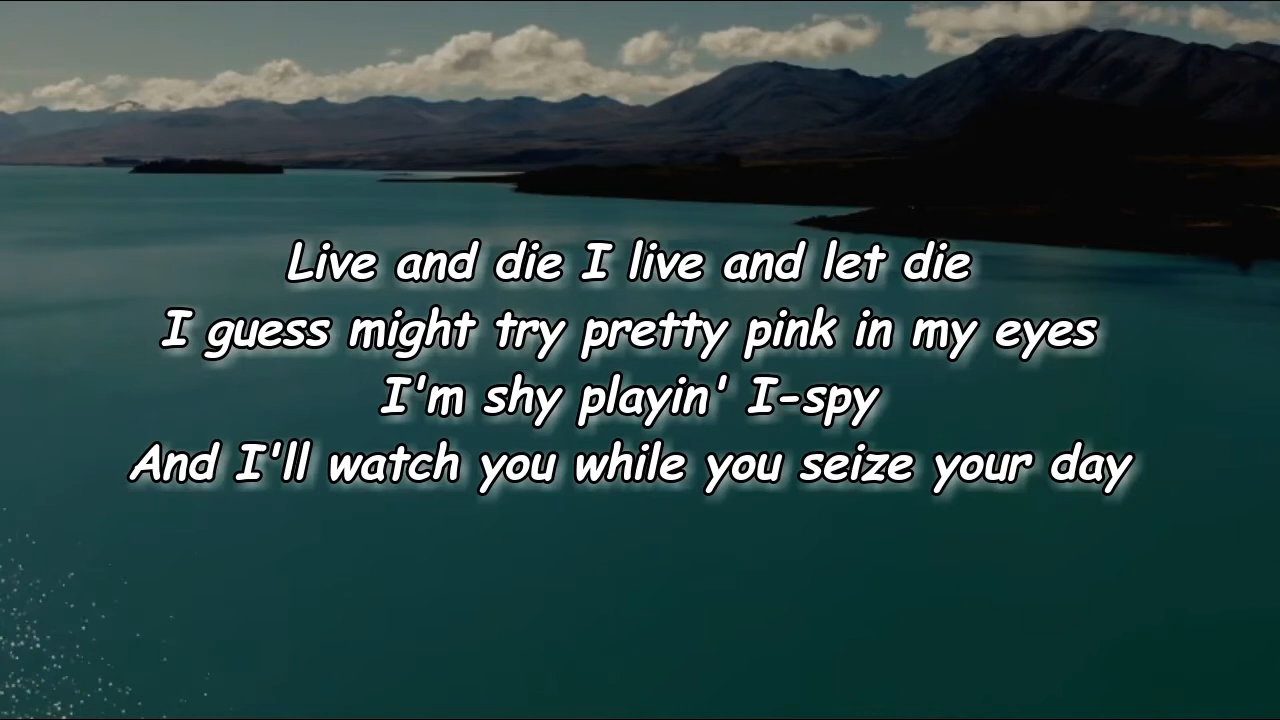 Live and die I live and let die
I guess might try pretty pink in my eyes
I'm shy playin' I-spy
And I'll watch you while you seize your day